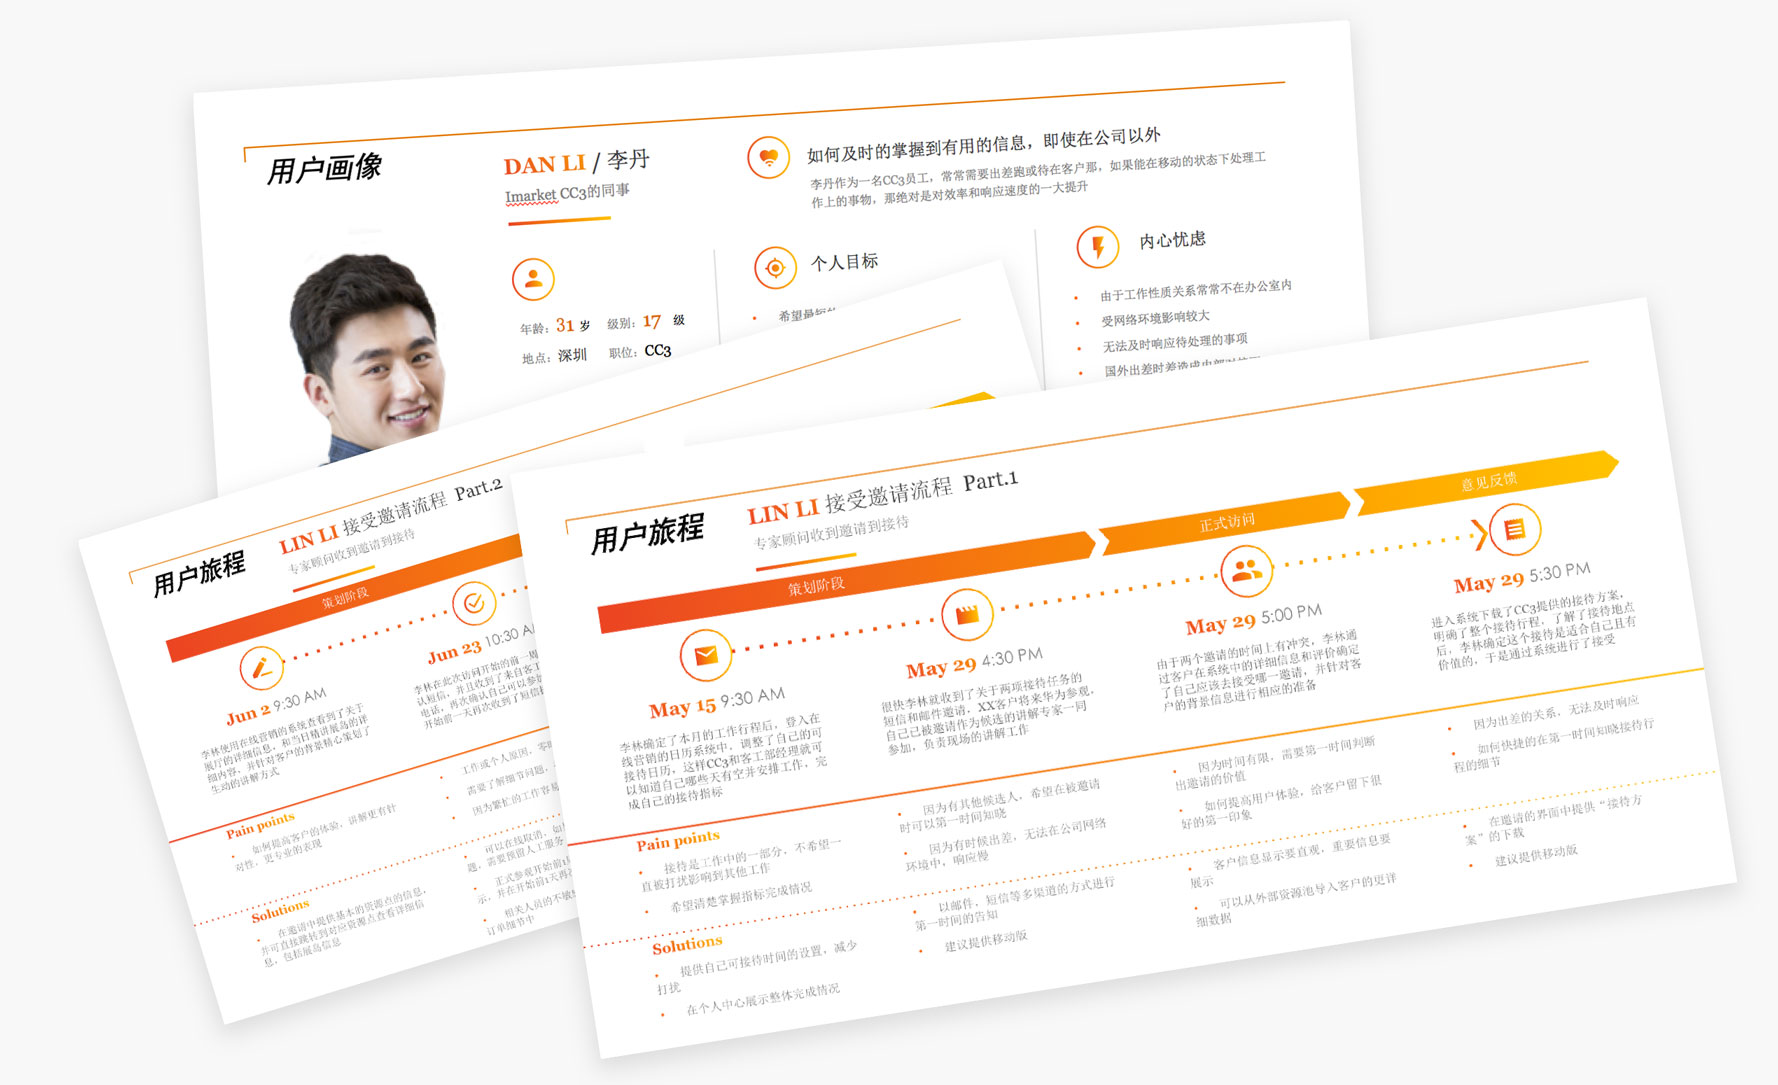 用户画像
DAN LI / 李丹
Imarket CC3的同事
如何及时的掌握到有用的信息，即使在公司以外
李丹作为一名CC3员工，常常需要出差跑或待在客户那，如果能在移动的状态下处理工
作上的事物，那绝对是对效率和响应速度的一大提升
年龄：31 岁 级别：17 级
地点：深圳 职位：CC3
个人目标
希望最短
内心忧虑
由于工作性质关系常常不在办公室内
受网络环境影响较大
无法及时响应待处理的事项
国外出差时差造成
用户旅程
LIN LI 接受邀请流程 Part.2
专家顾问收到邀请到接待
策划阶段
Jun 2 9:30 AM
李林使用在线营销的系统查看到了关于
展厅的详细信息，和当日精讲展岛的详
细内容，并针对客户的背景精心策划了
生动的讲解方式
Jun 23 10:30 A
李林在此次访问开始的前一周
认短信，并且收到了来自客工
电话，再次确认自己可以参加
开始前一天再次收到了短信
Pain points
如何提高客户的体验，讲解更有针
对性，更专业的表现
工作或个人原因，零
需要了解细节问题，
因为繁忙的工作容易
Solutions
在邀请中提供基本的资源点的信息，
并可直接跳转到对应资源点查看详细信
息，包括展岛信息
可以在线取消，如
题，需要预留人工服务
正式参观开始前1
示，并在开始前1天再
相关人员的不敏
订单细节中
用户旅程
LIN LI 接受邀请流程 Part.1
专家顾问收到邀请到接待
策划阶段
正式访问
意见反馈
May 15 9:30 AM
李林确定了本月的工作行程后，登入在
线营销的日历系统中，调整了自己的可
接待日历，这样CC3和客工部经理就可
以知道自己哪些天有空并安排工作，完
成自己的接待指标
May 29 4:30 PM
很快李林就收到了关于两项接待任务的
短信和邮件邀请，XX客户将来华为参观，
自己已被邀请作为候选的讲解专家一同
参加，负责现场的讲解工作
May 29 5:00 PM
由于两个邀请的时间上有冲突，李林通
过客户在系统中的详细信息和评价确定
了自己应该去接受哪一邀请，并针对客
户的背景信息进行相应的准备
May 29 5:30 PM
进入系统下载了CC3提供的接待方案，
明确了整个接待行程，了解了接待地点
后，李林确定这个接待是适合自己且有
价值的，于是通过系统进行了接受
Pain points
接待是工作中的一部分，不希望一
直被打扰影响到其他工作
希望清楚掌握指标完成情况
因为有其他候选人，希望在被邀请
时可以第一时间知晓
因为有时候出差，无法在公司网络
环境中，响应慢
因为时间有限，需要第一时间判断
出邀请的价值
如何提高用户体验，给客户留下很
好的第一印象
因为出差的关系，无法及时响应
如何快捷的在第一时间知晓接待行
程的细节
Solutions
提供自己可接待时间的设置，减少
打扰
在个人中心展示整体完成情况
以邮件，短信等多渠道的方式进行
第一时间的告知
建议提供移动版
客户信息显示要直观，重要信息要
展示
可以从外部资源池导入客户的更详
细数据
在邀请的界面中提供“接待方
案”的下载
建议提供移动版